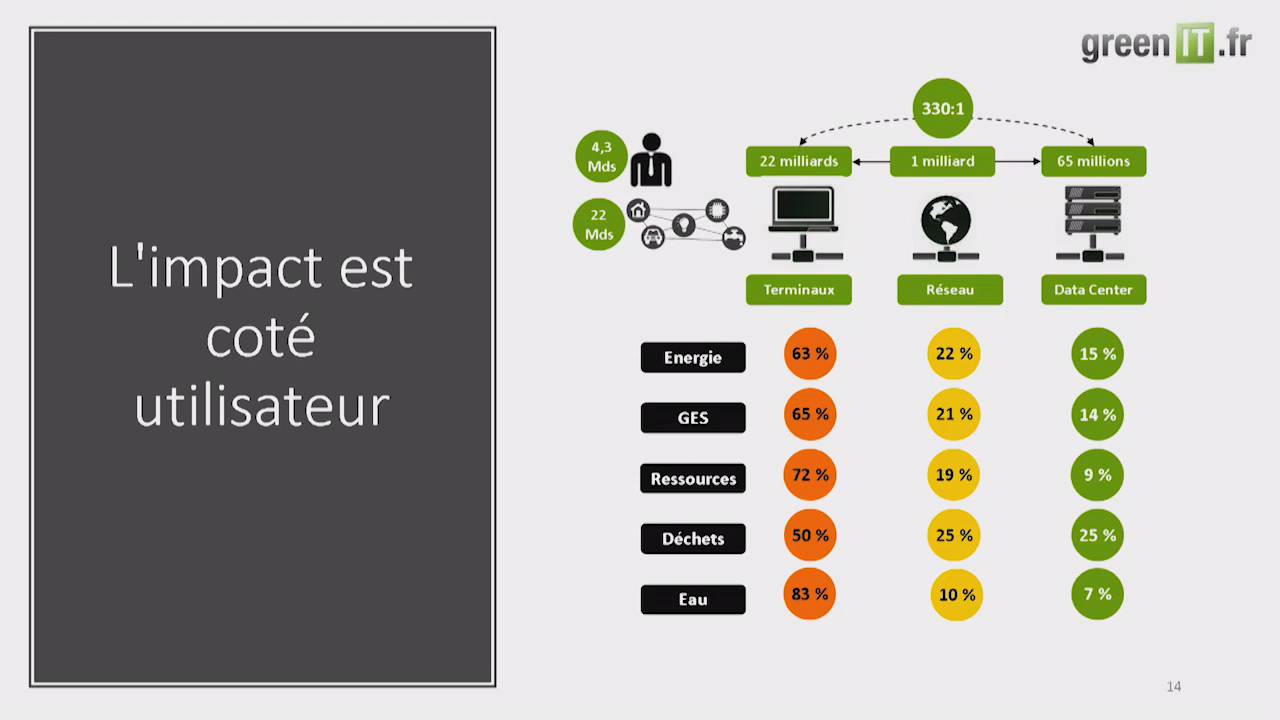 L'impact est
coté
utilisateur
greenIT.fr
330:1
4,3
Mds
22 milliards
1 milliard
65 millions
22
Mds
Terminaux
Réseau
Data Center
Energie
63 %
22 %
15 %
GES
65 %
21 %
14 %
Ressources
72 %
19 %
9 %
Déchets
50 %
25 %
25 %
Eau
83 %
10 %
7 %
14